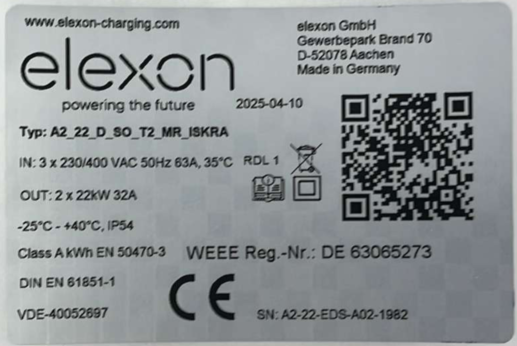 www.elexon-charging.com
elexon GmbH
Gewerbepark Brand 70
D-52078 Aachen
Made in Germany
elexon
powering the future
2025-04-10
Typ: A2_22_D_SO_T2_MR_ISKRA
IN: 3 x 230/400 VAC 50Hz 63A, 35°C
RDL 1
OUT: 2 x 22kW 32A
-25°C - +40°C, IP54
Class A kWh EN 50470-3
WEEE Reg.-Nr.: DE 63065273
DIN EN 61851-1
CE
VDE-40052697
SN: A2-22-EDS-A02-1982